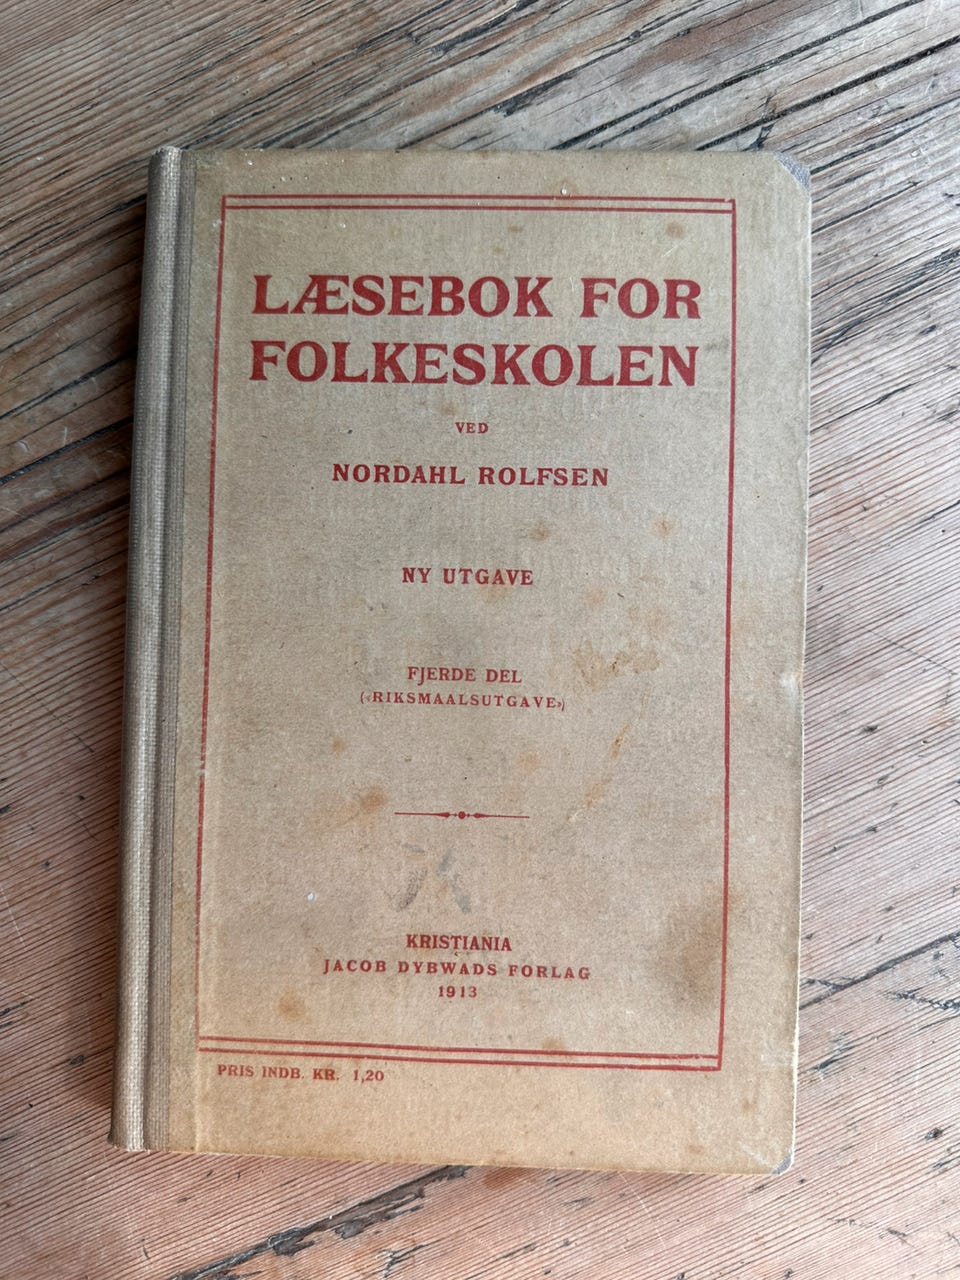 LÆSEBOK FOR
FOLKESKOLEN
VED
NORDAHL ROLFSEN
NY UTGAVE
FJERDE DEL
(«RIKSMAALSUTGAVE»)
KRISTIANIA
JACOB DYBWADS FORLAG
1913
PRIS INDB. KR. 1,20